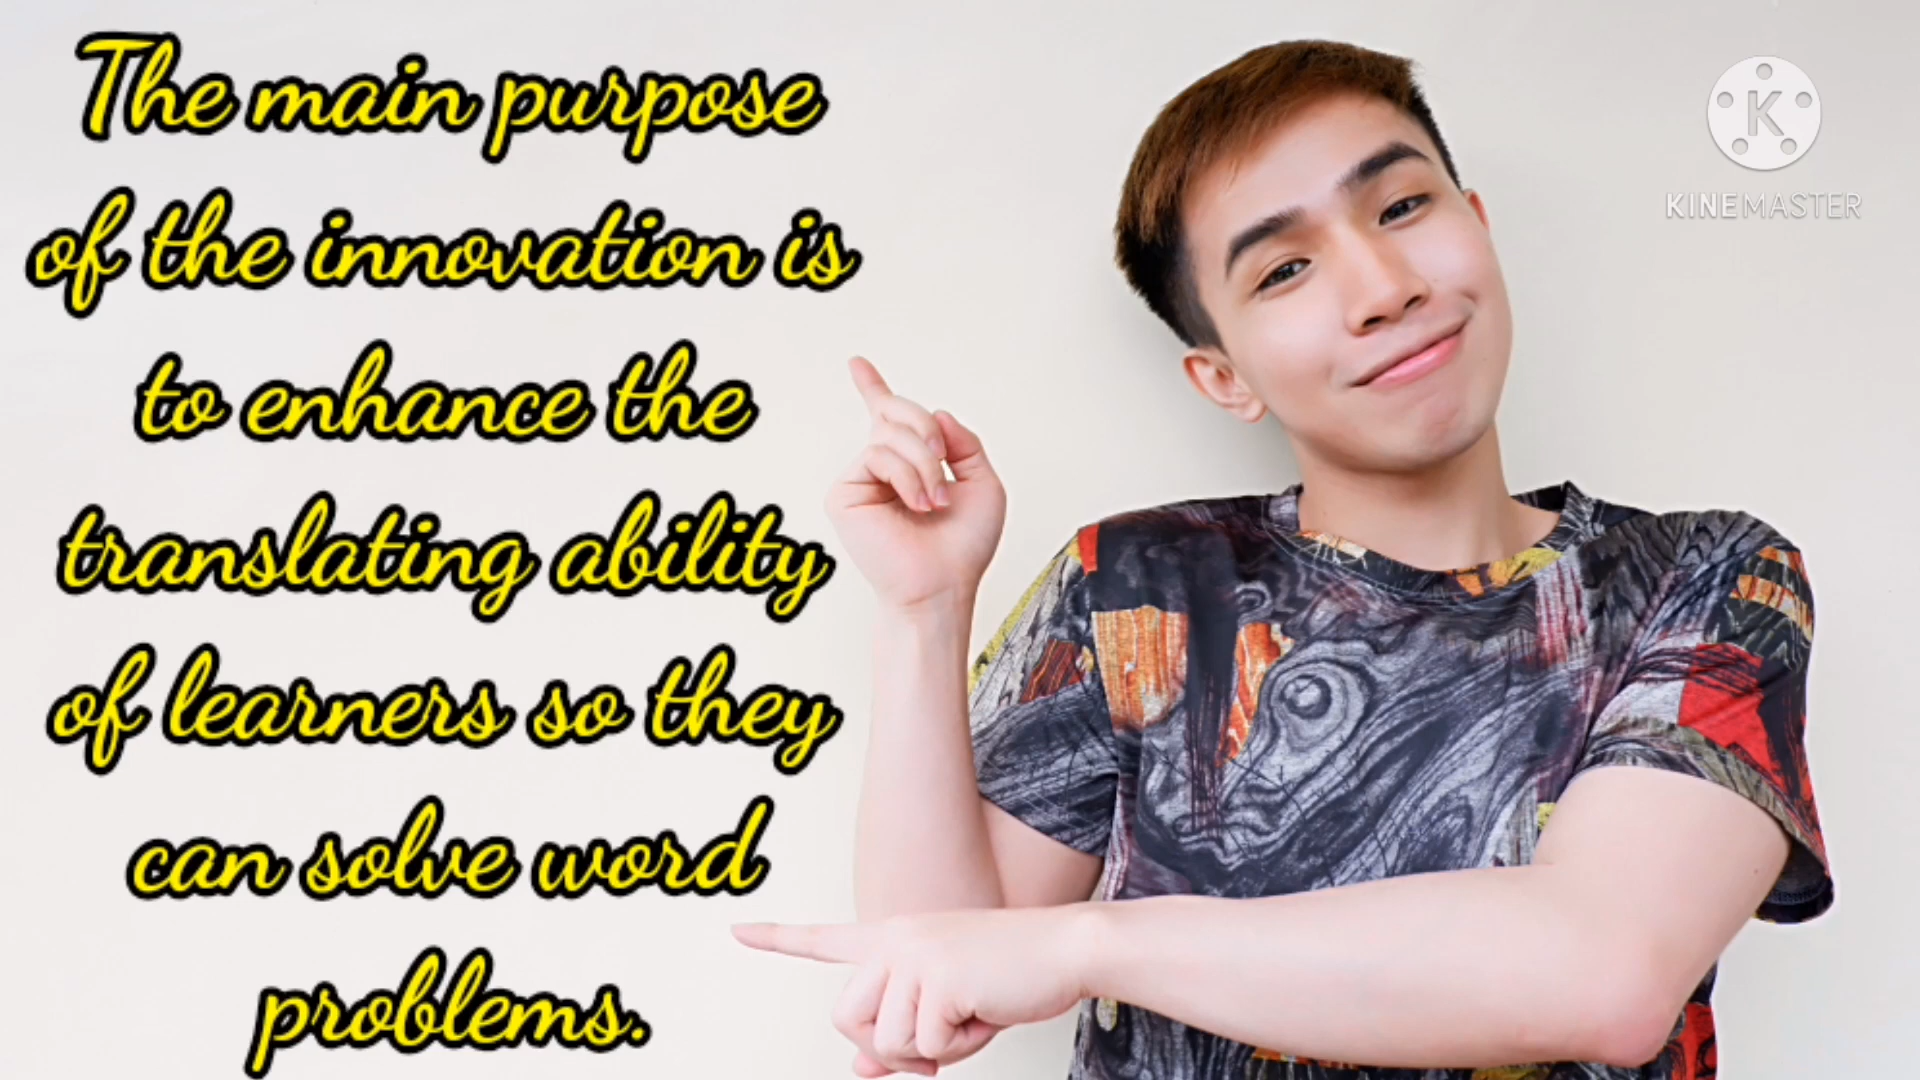 The main purpose
of the innovation is
to enhance the
translating ability
of learners so they
can solve word
problems.
K
KINEMASTER